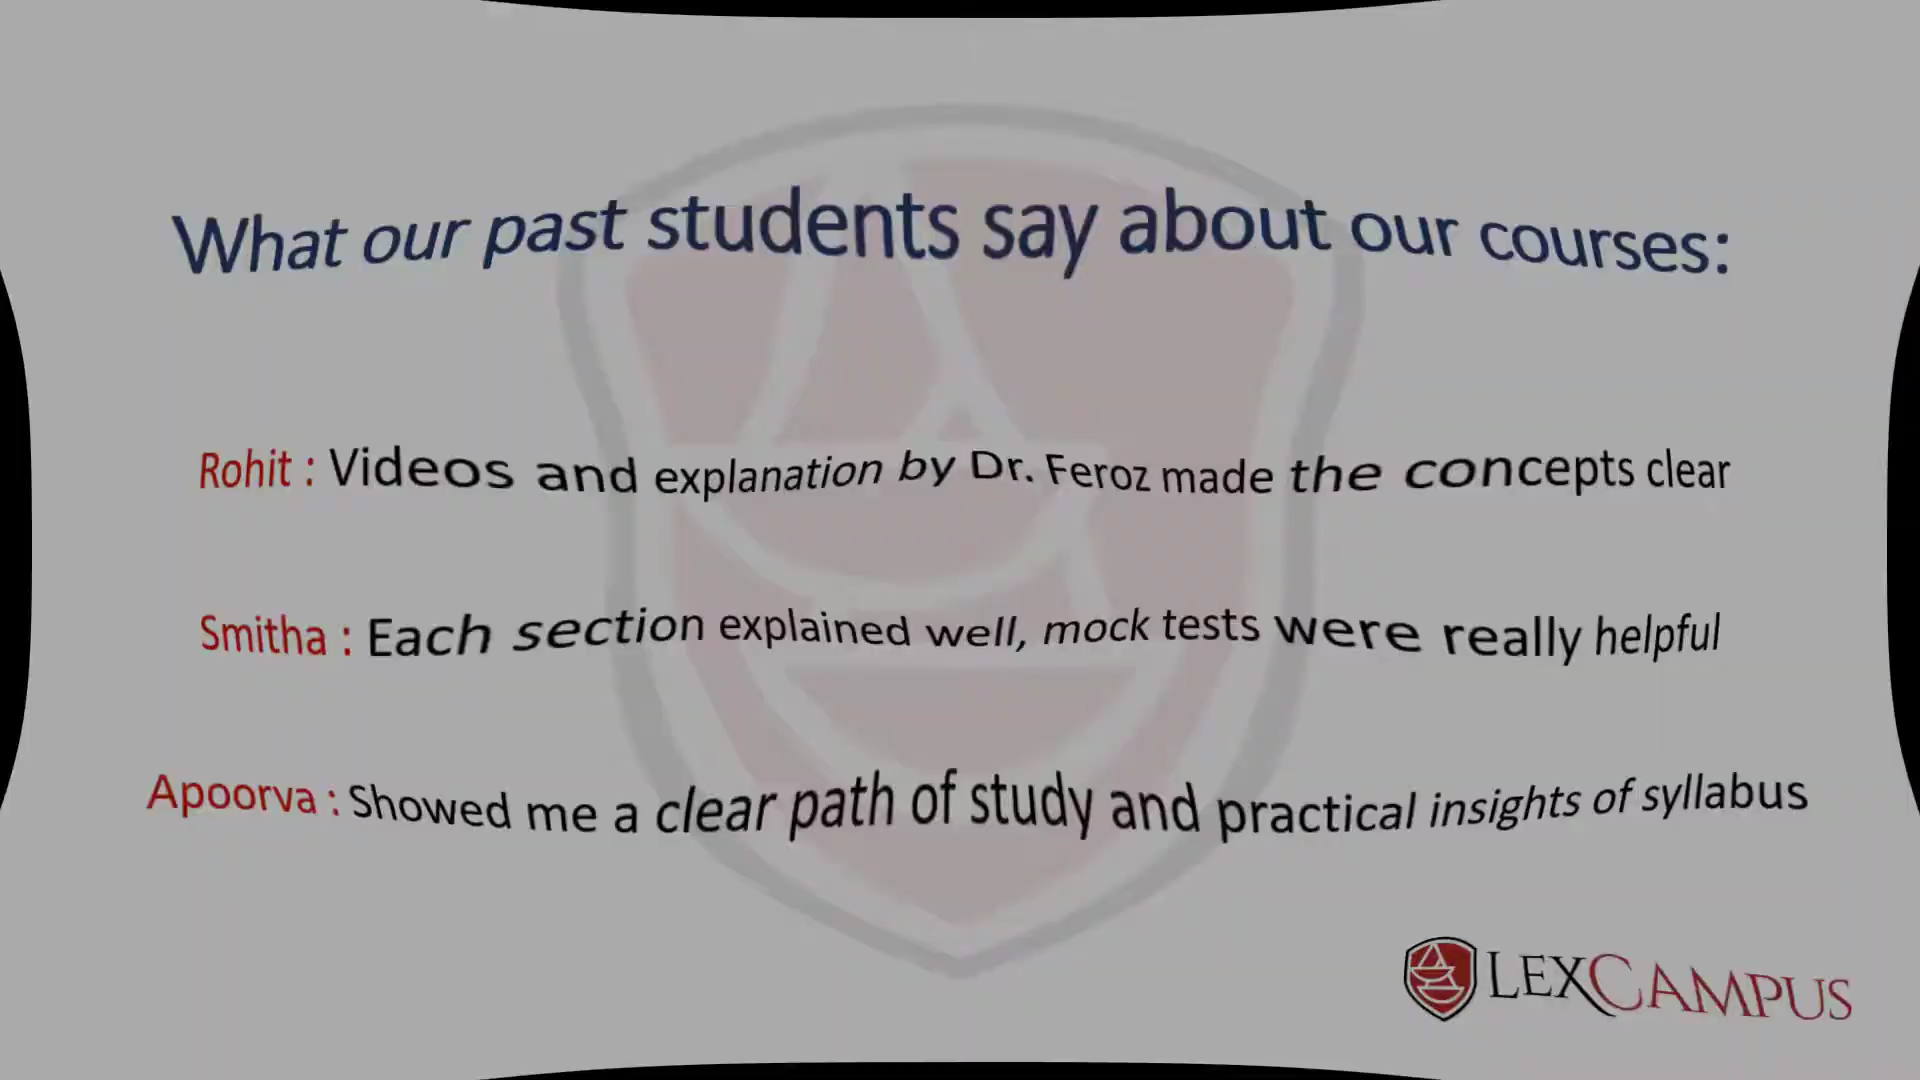 What our past students say about our courses:
Rohit : Videos and explanation by Dr. Feroz made the concepts clear
Smitha : Each section explained well, mock tests were really helpful
Apoorva : Showed me a clear path of study and practical insights of syllabus
LEXCAMPUS